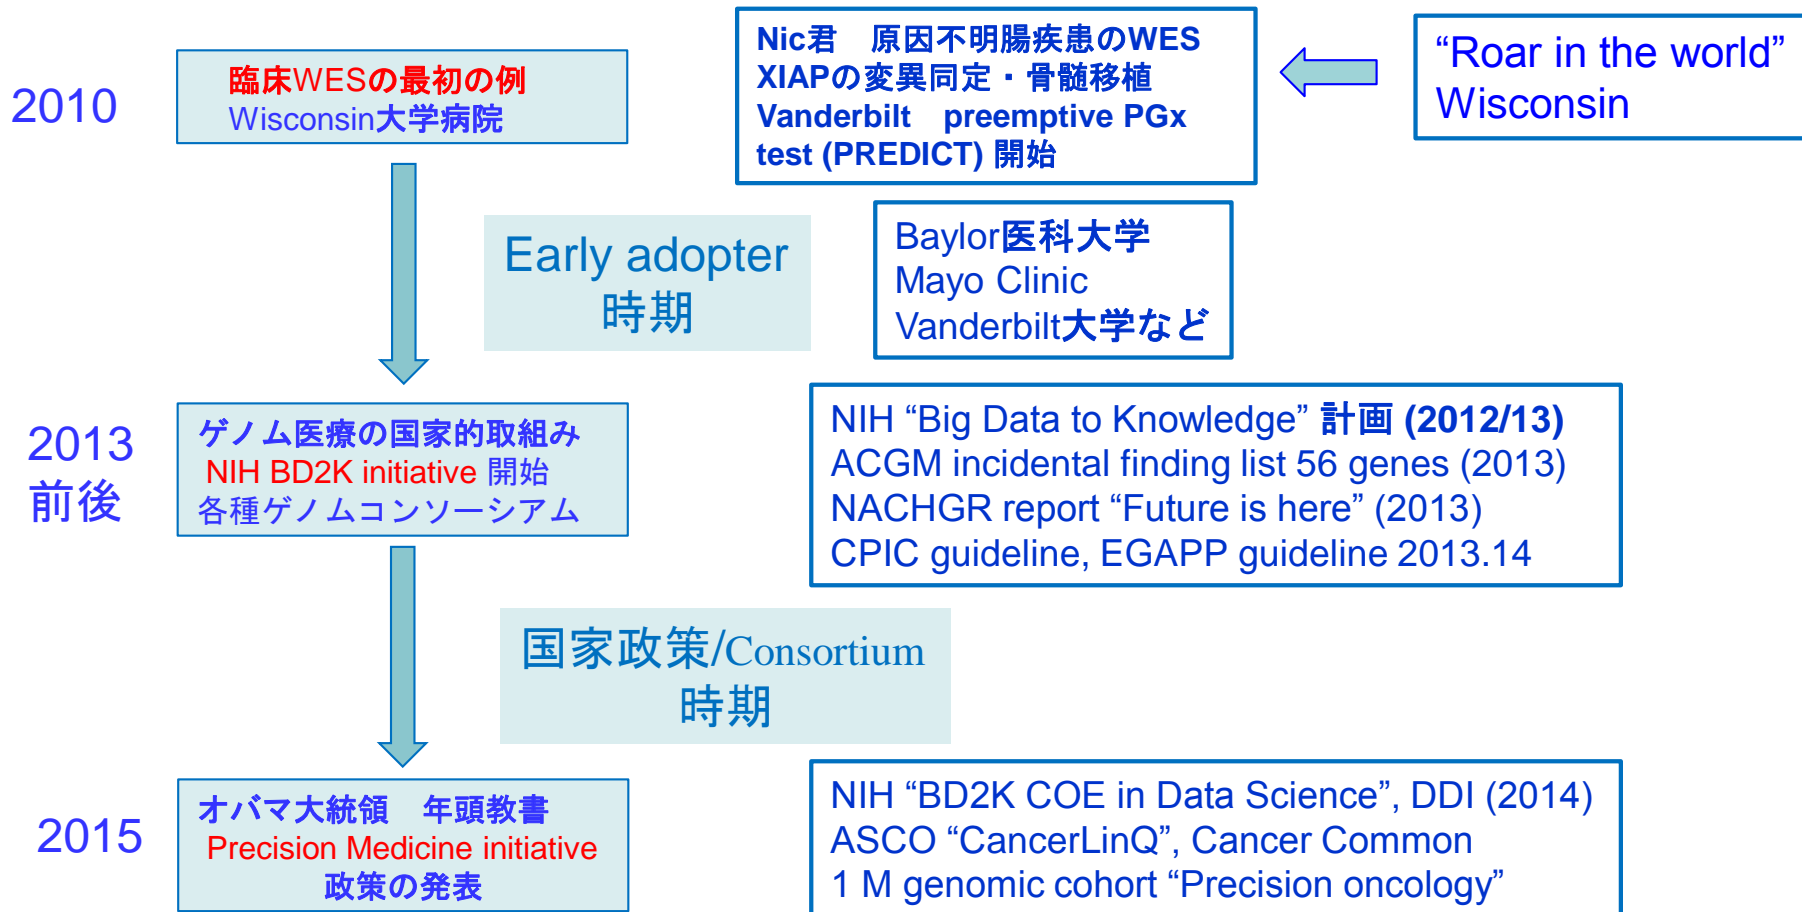 2010
臨床WESの最初の例
Wisconsin大学病院
Nic君　原因不明腸疾患のWES
XIAPの変異同定・骨髄移植
Vanderbilt　preemptive PGx
test (PREDICT) 開始
“Roar in the world”
Wisconsin
Early adopter
時期
Baylor医科大学
Mayo Clinic
Vanderbilt大学など
2013
前後
ゲノム医療の国家的取組み
NIH BD2K initiative 開始
各種ゲノムコンソーシアム
NIH “Big Data to Knowledge” 計画 (2012/13)
ACGM incidental finding list 56 genes (2013)
NACHGR report “Future is here” (2013)
CPIC guideline, EGAPP guideline 2013.14
国家政策/Consortium
時期
2015
オバマ大統領　年頭教書
Precision Medicine initiative
政策の発表
NIH “BD2K COE in Data Science”, DDI (2014)
ASCO “CancerLinQ”, Cancer Common
1 M genomic cohort “Precision oncology”